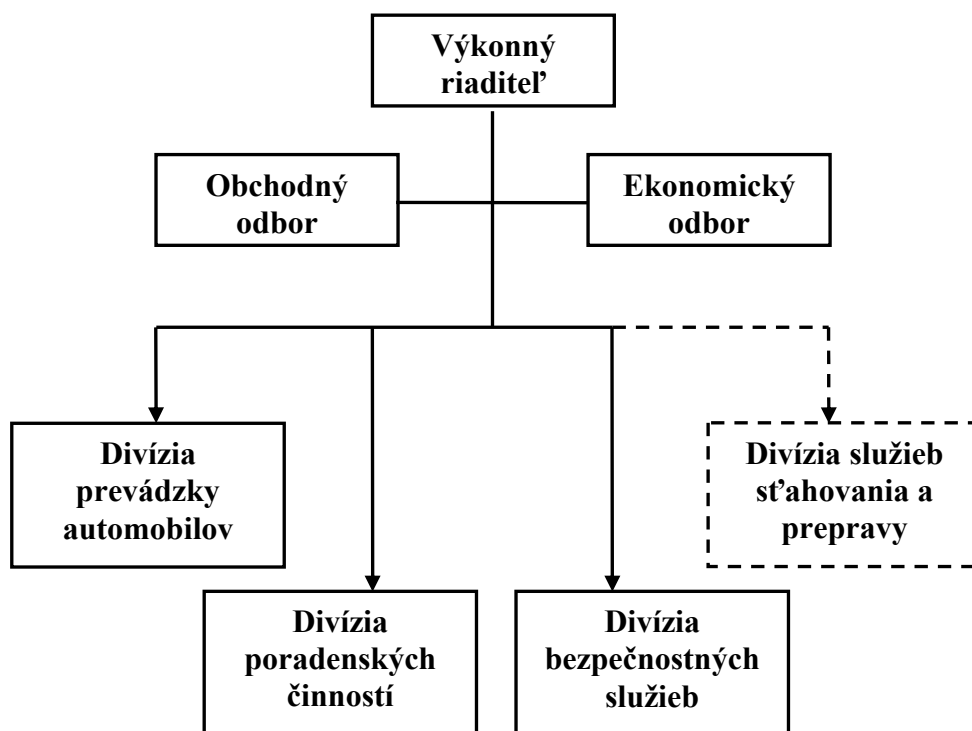 Výkonný
riaditeľ
Obchodný
odbor
Ekonomický
odbor
Divízia
prevádzky
automobilov
Divízia služieb
sťahovania a
prepravy
Divízia
poradenských
činností
Divízia
bezpečnostných
služieb